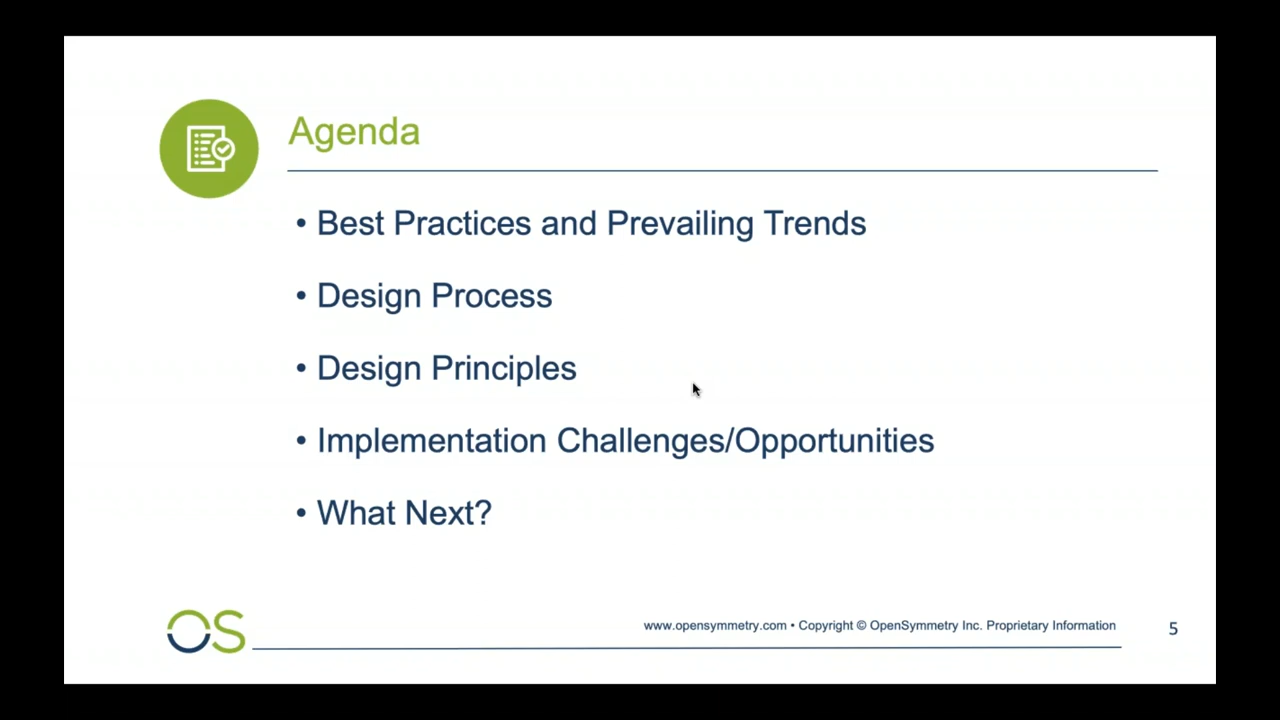 Agenda
• Best Practices and Prevailing Trends
• Design Process
• Design Principles
• Implementation Challenges/Opportunities
• What Next?
OS
www.opensymmetry.com • Copyright © OpenSymmetry Inc. Proprietary Information
5